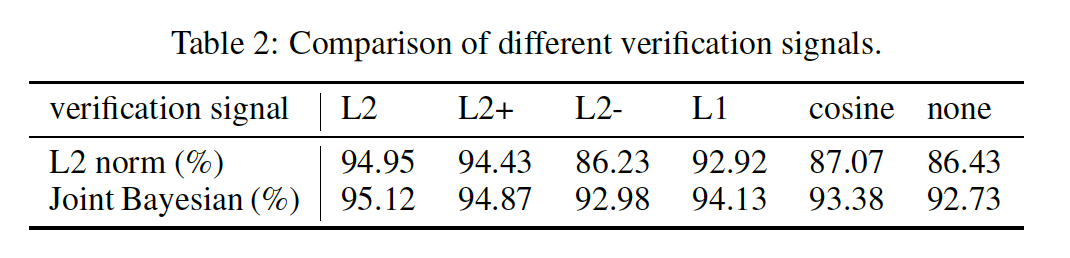 Table 2: Comparison of different verification signals.
verification signal L2 L2+ L2- L1 cosine none
L2 norm (%) 94.95 94.43 86.23 92.92 87.07 86.43
Joint Bayesian (%) 95.12 94.87 92.98 94.13 93.38 92.73